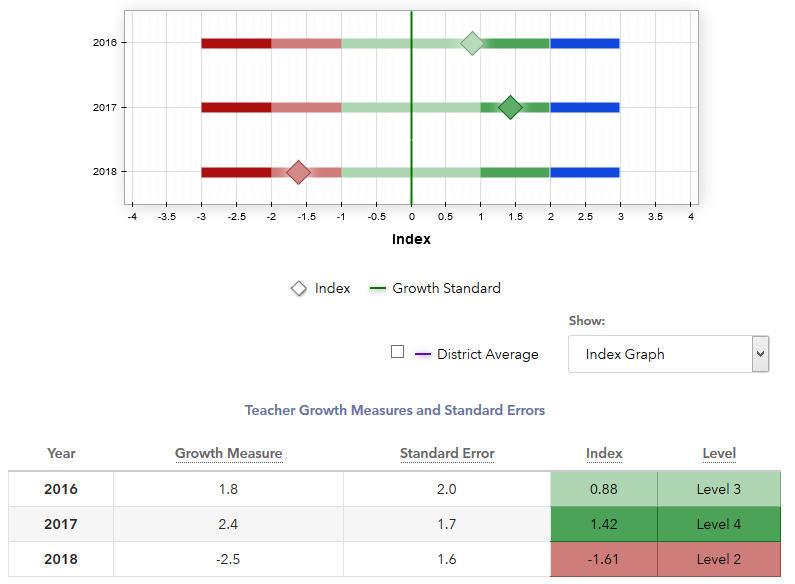 2016
2017
2018
-4 -3.5 -3 -2.5 -2 -1.5 -1 -0.5 0 0.5 1 1.5 2 2.5 3 3.5 4
Index
Index Growth Standard
Show:
District Average Index Graph
Teacher Growth Measures and Standard Errors
Year Growth Measure Standard Error Index Level
2016 1.8 2.0 0.88 Level 3
2017 2.4 1.7 1.42 Level 4
2018 -2.5 1.6 -1.61 Level 2